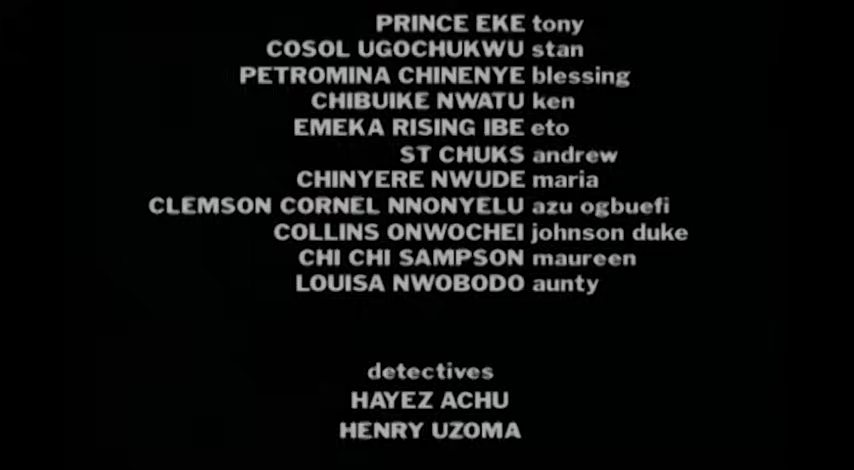 PRINCE EKE tony
COSOL UGOCHUKWU stan
PETROMINA CHINENYE blessing
CHIBUIKE NWATU ken
EMEKA RISING IBE eto
ST CHUKS andrew
CHINYERE NWUDE maria
CLEMSON CORNEL NNONYELU azu ogbuefi
COLLINS ONWOCHEI johnson duke
CHI CHI SAMPSON maureen
LOUISA NWOBODO aunty
detectives
HAYEZ ACHU
HENRY UZOMA